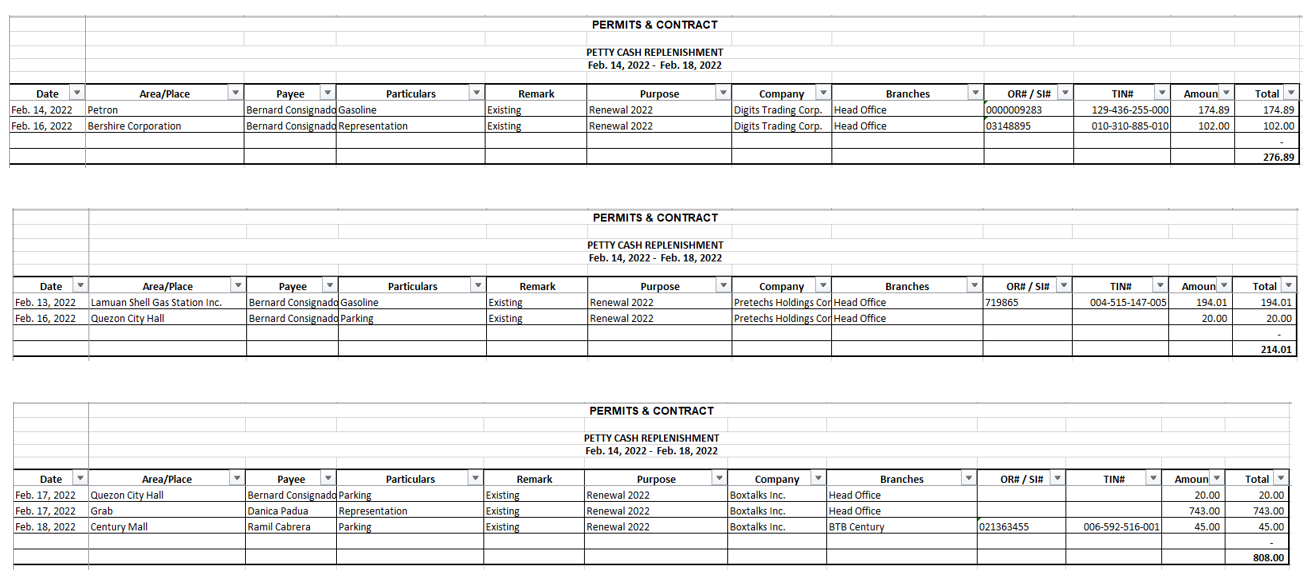 PERMITS & CONTRACT
PETTY CASH REPLENISHMENT
Feb. 14, 2022 - Feb. 18, 2022
Date Area/Place Payee Particulars Remark Purpose Company Branches OR# / SI# TIN# Amoun Total
Feb. 14, 2022 Petron Bernard Consignado Gasoline Existing Renewal 2022 Digits Trading Corp. Head Office 0000009283 129-436-255-000 174.89 174.89
Feb. 16, 2022 Bershire Corporation Bernard Consignado Representation Existing Renewal 2022 Digits Trading Corp. Head Office 03148895 010-310-885-010 102.00 102.00
-
276.89
PERMITS & CONTRACT
PETTY CASH REPLENISHMENT
Feb. 14, 2022 - Feb. 18, 2022
Date Area/Place Payee Particulars Remark Purpose Company Branches OR# / SI# TIN# Amoun Total
Feb. 13, 2022 Lamuan Shell Gas Station Inc. Bernard Consignado Gasoline Existing Renewal 2022 Pretechs Holdings Cor Head Office 719865 004-515-147-005 194.01 194.01
Feb. 16, 2022 Quezon City Hall Bernard Consignado Parking Existing Renewal 2022 Pretechs Holdings Cor Head Office 20.00 20.00
-
214.01
PERMITS & CONTRACT
PETTY CASH REPLENISHMENT
Feb. 14, 2022 - Feb. 18, 2022
Date Area/Place Payee Particulars Remark Purpose Company Branches OR# / SI# TIN# Amoun Total
Feb. 17, 2022 Quezon City Hall Bernard Consignado Parking Existing Renewal 2022 Boxtalks Inc. Head Office 20.00 20.00
Feb. 17, 2022 Grab Danica Padua Representation Existing Renewal 2022 Boxtalks Inc. Head Office 743.00 743.00
Feb. 18, 2022 Century Mall Ramil Cabrera Parking Existing Renewal 2022 Boxtalks Inc. BTB Century 021363455 006-592-516-001 45.00 45.00
-
808.00